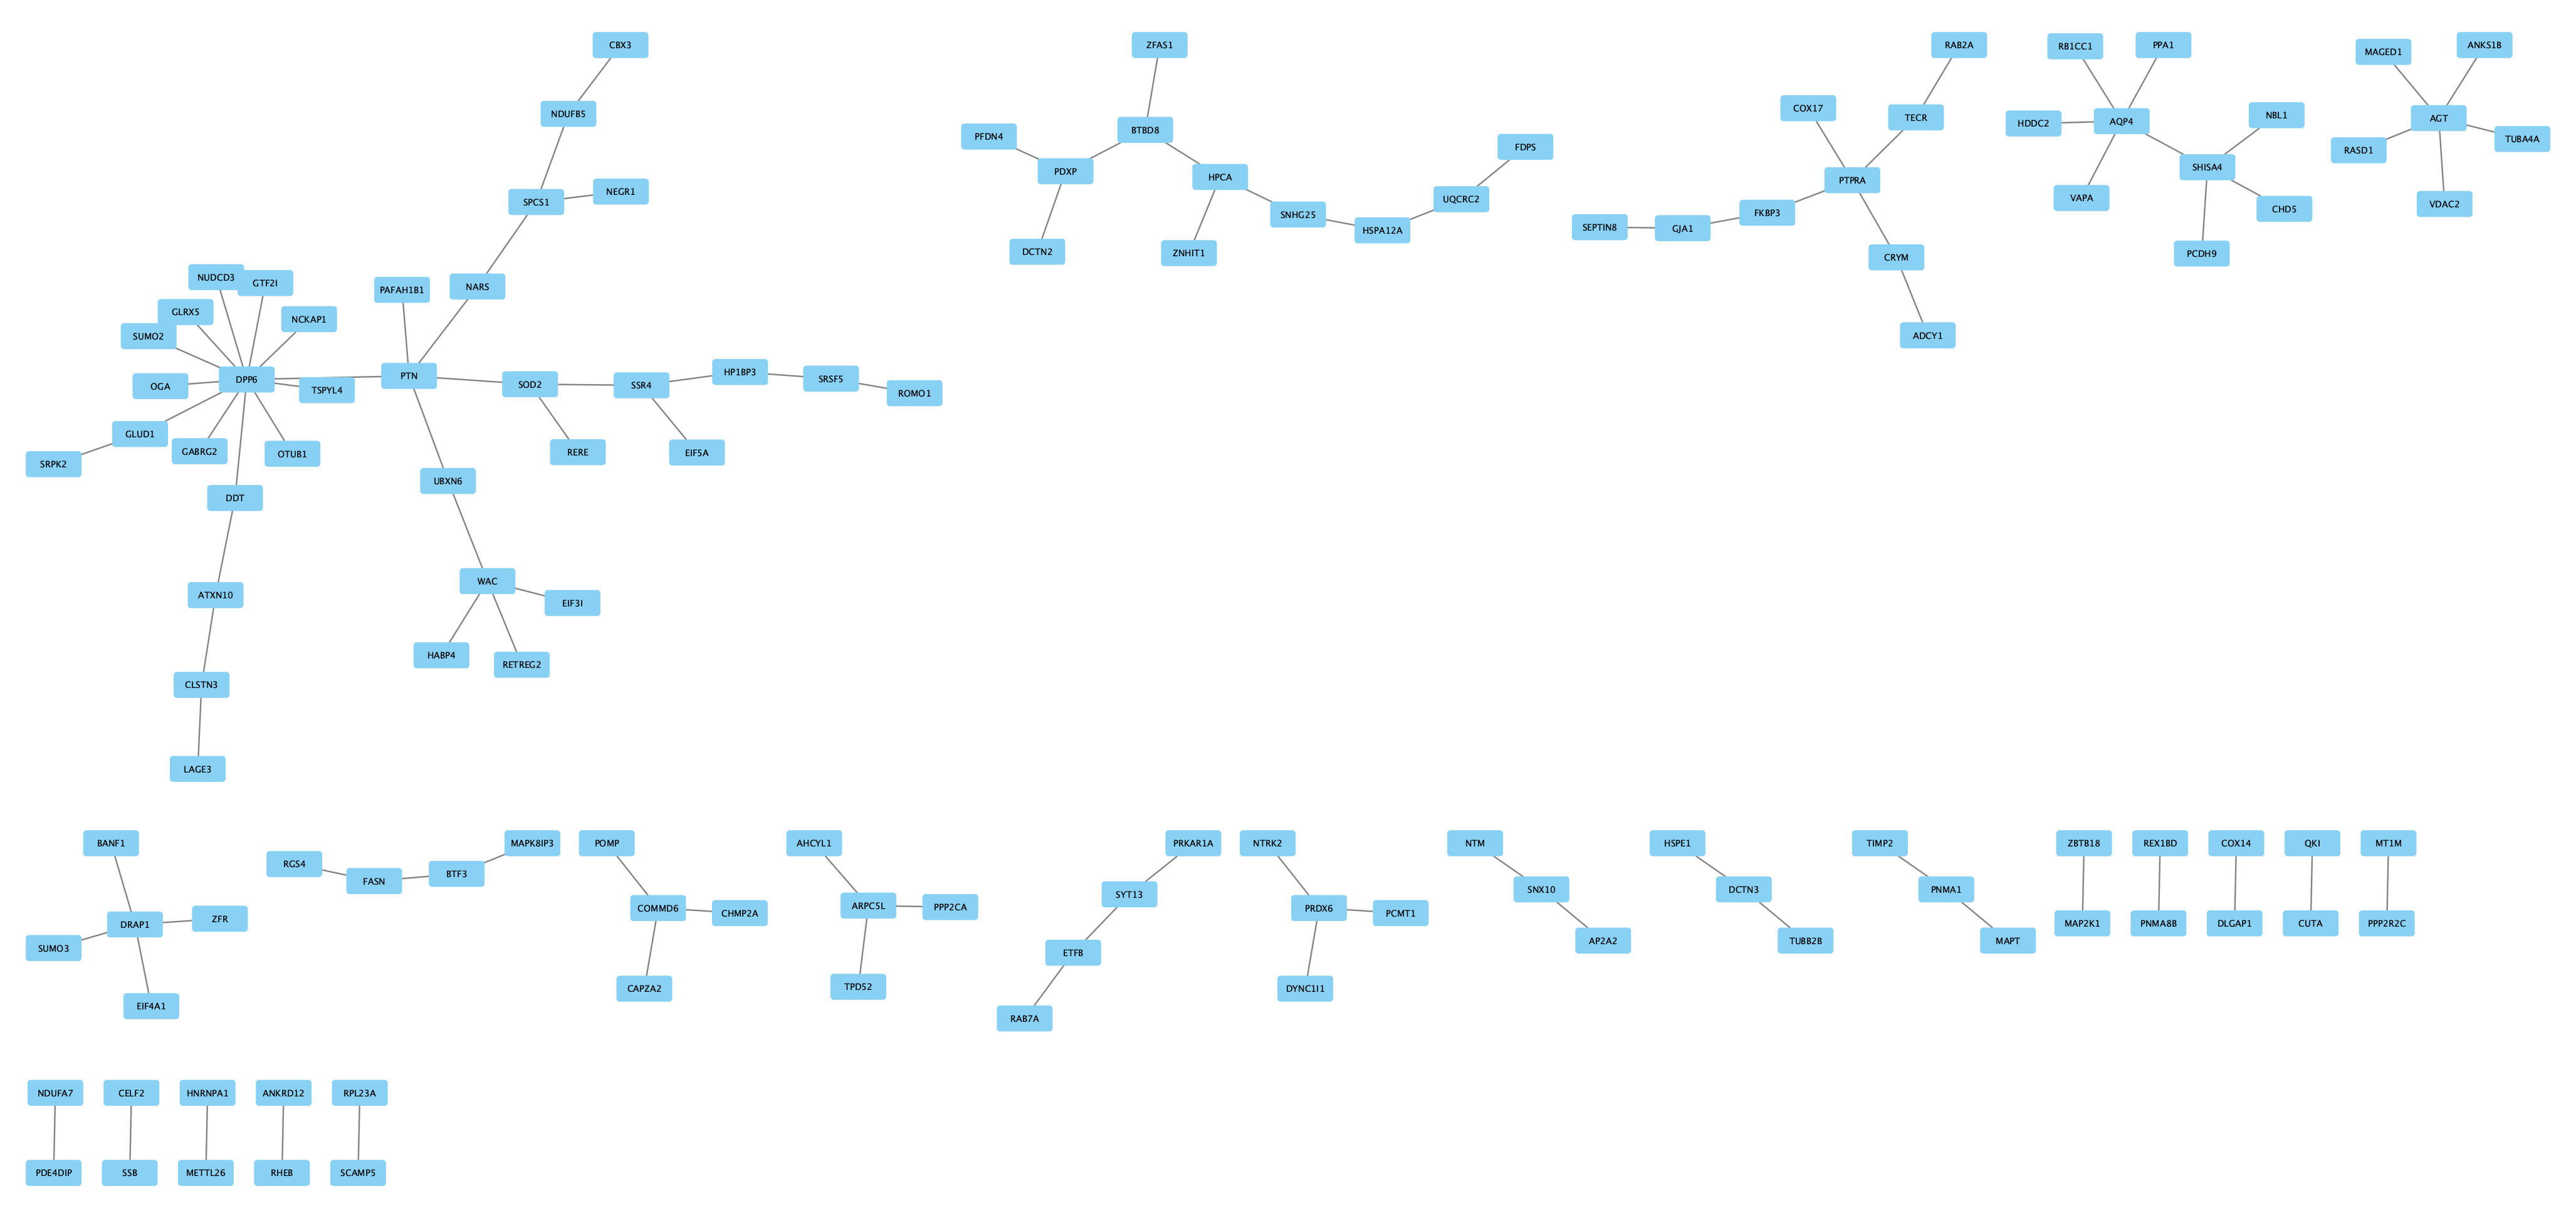 CBX3
NDUFB5
SPCS1
NEGR1
NARS
PAFAH1B1
NUDCD3
GTF2I
GLRX5
NCKAP1
SUMO2
OGA
DPP6
TSPYL4
PTN
SOD2
SSR4
HP1BP3
SRSF5
ROMO1
GLUD1
SRPK2
GABRG2
OTUB1
RERE
EIF5A
DDT
UBXN6
ATXN10
WAC
EIF3I
HABP4
RETREG2
CLSTN3
LAGE3
ZFAS1
BTBD8
PFDN4
PDXP
HPCA
DCTN2
ZNHIT1
SNHG25
HSPA12A
UQCRC2
FDPS
RAB2A
COX17
TECR
PTPRA
SEPTIN8
GJA1
FKBP3
CRYM
ADCY1
RB1CC1
PPA1
HDDC2
AQP4
NBL1
SHISA4
VAPA
CHD5
PCDH9
MAGED1
ANKS1B
AGT
RASD1
TUBA4A
VDAC2
BANF1
DRAP1
ZFR
SUMO3
EIF4A1
RGS4
FASN
BTF3
MAPK8IP3
POMP
COMMD6
CHMP2A
CAPZA2
AHCYL1
ARPC5L
PPP2CA
TPD52
PRKAR1A
SYT13
ETFB
RAB7A
NTRK2
PRDX6
PCMT1
DYNC1I1
NTM
SNX10
AP2A2
HSPE1
DCTN3
TUBB2B
TIMP2
PNMA1
MAPT
ZBTB18
MAP2K1
REX1BD
PNMA8B
COX14
DLGAP1
QKI
CUTA
MT1M
PPP2R2C
NDUFA7
PDE4DIP
CELF2
SSB
HNRNPA1
METTL26
ANKRD12
RHEB
RPL23A
SCAMP5